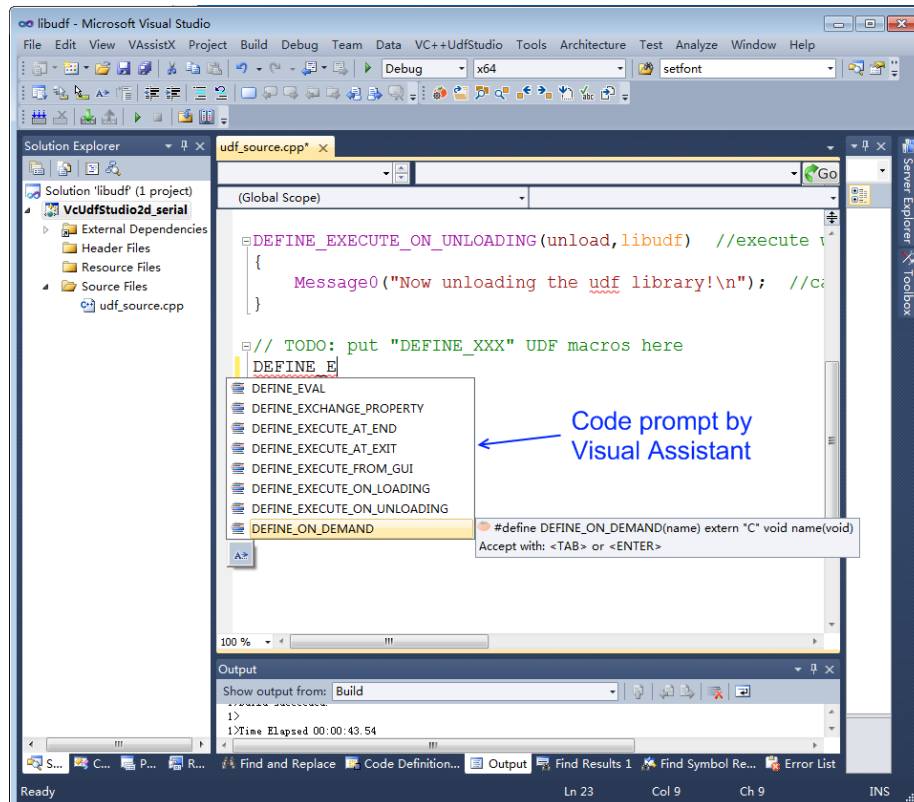 libudf - Microsoft Visual Studio
File Edit View VAssistX Project Build Debug Team Data VC++UdfStudio Tools Architecture Test Analyze Window Help
Debug x64 setfont
Solution Explorer
udf_source.cpp*
Go
Solution 'libudf' (1 project)
VcUdfStudio2d_serial
External Dependencies
Header Files
Resource Files
Source Files
udf_source.cpp
(Global Scope)
DEFINE_EXECUTE_ON_UNLOADING(unload,libudf) //execute w
{
Message0("Now unloading the udf library!\n"); //ca
}
// TODO: put "DEFINE_XXX" UDF macros here
DEFINE_E
DEFINE_EVAL
DEFINE_EXCHANGE_PROPERTY
DEFINE_EXECUTE_AT_END
DEFINE_EXECUTE_AT_EXIT
DEFINE_EXECUTE_FROM_GUI
DEFINE_EXECUTE_ON_LOADING
DEFINE_EXECUTE_ON_UNLOADING
DEFINE_ON_DEMAND
Code prompt by
Visual Assistant
#define DEFINE_ON_DEMAND(name) extern "C" void name(void)
Accept with: <TAB> or <ENTER>
Server Explorer
Toolbox
100 %
Output
Show output from: Build
1>
1>Time Elapsed 00:00:43.54
S... C... P... R...
Find and Replace Code Definition... Output Find Results 1 Find Symbol Re... Error List
Ready Ln 23 Col 9 Ch 9 INS